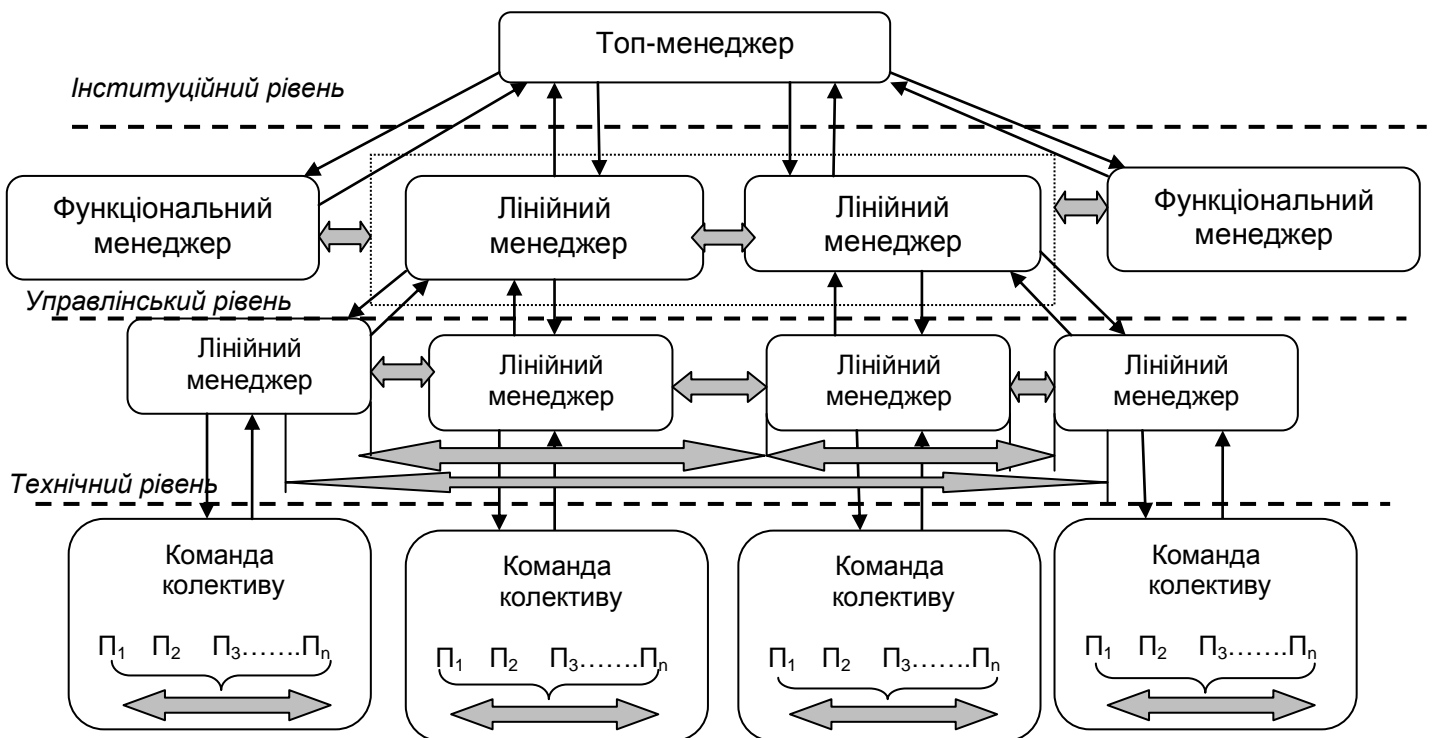 Топ-менеджер
Інституційний рівень
Функціональний
менеджер
Лінійний
менеджер
Лінійний
менеджер
Функціональний
менеджер
Управлінський рівень
Лінійний
менеджер
Лінійний
менеджер
Лінійний
менеджер
Лінійний
менеджер
Технічний рівень
Команда
колективу
П₁ П₂ П₃…….Пₙ
Команда
колективу
П₁ П₂ П₃…….Пₙ
Команда
колективу
П₁ П₂ П₃…….Пₙ
Команда
колективу
П₁ П₂ П₃…….Пₙ